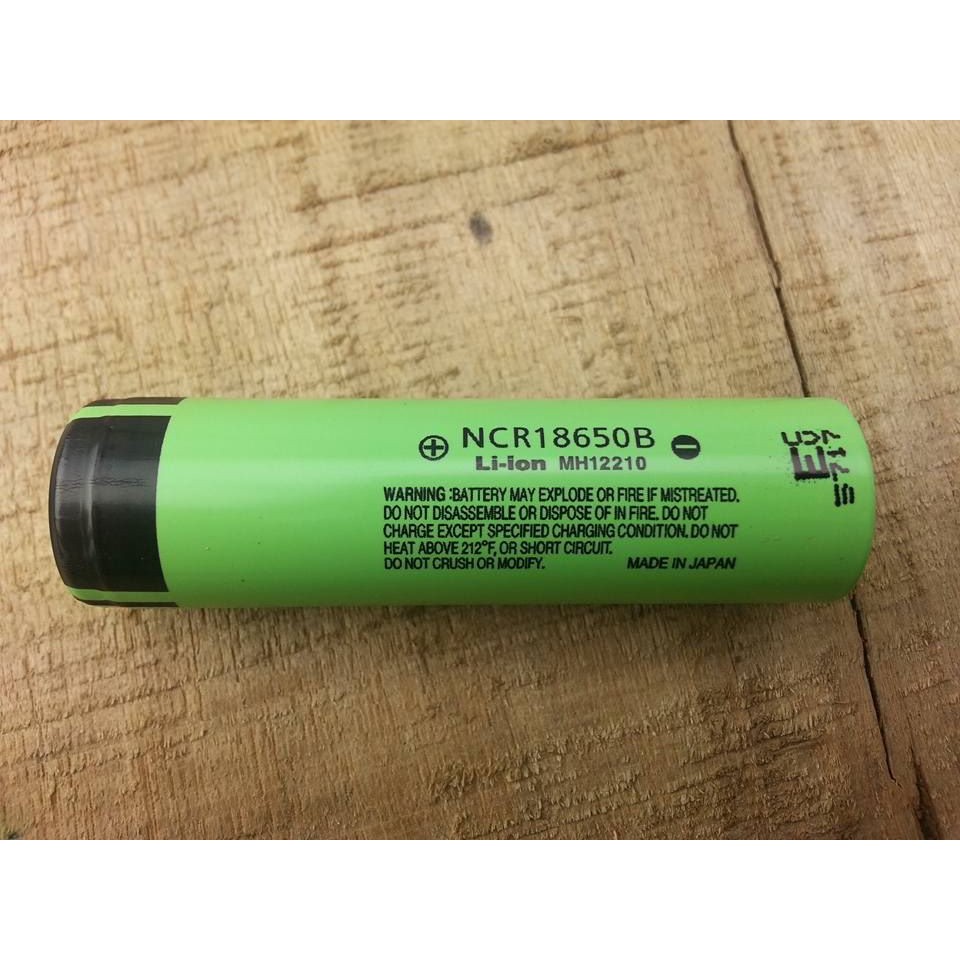 + NCR18650B -
Li-ion MH12210
WARNING :BATTERY MAY EXPLODE OR FIRE IF MISTREATED.
DO NOT DISASSEMBLE OR DISPOSE OF IN FIRE. DO NOT
CHARGE EXCEPT SPECIFIED CHARGING CONDITION. DO NOT
HEAT ABOVE 212°F, OR SHORT CIRCUIT.
DO NOT CRUSH OR MODIFY. MADE IN JAPAN